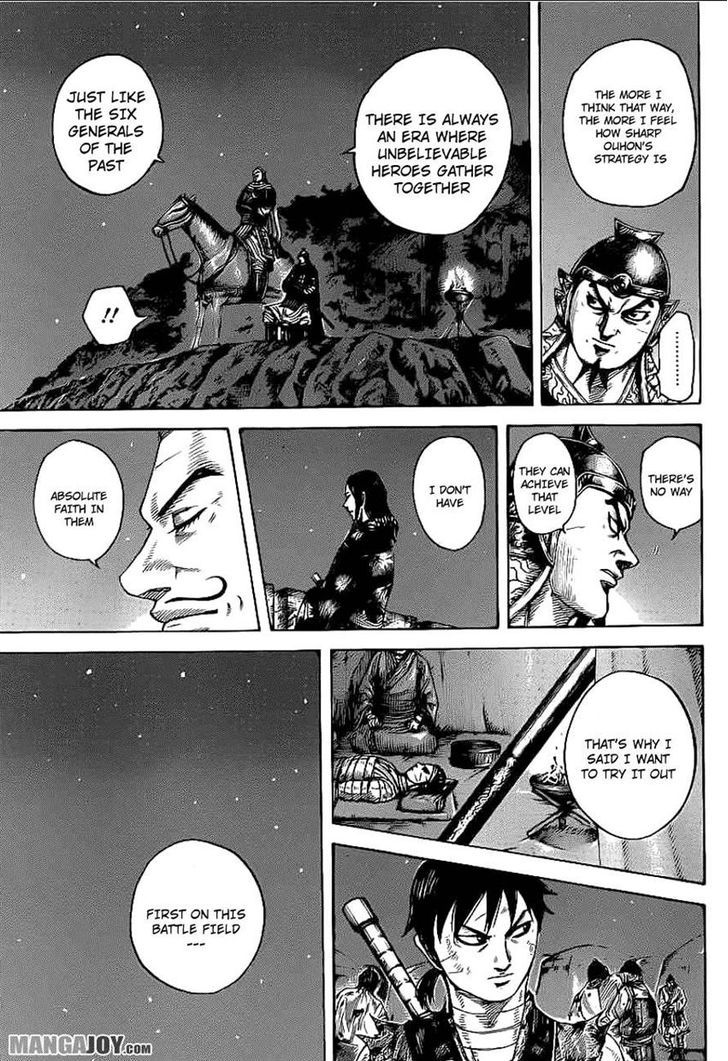 THE MORE I
THINK THAT WAY,
THE MORE I FEEL
HOW SHARP
OUHON'S
STRATEGY IS
.........
THERE IS ALWAYS
AN ERA WHERE
UNBELIEVABLE
HEROES GATHER
TOGETHER
JUST LIKE
THE SIX
GENERALS
OF THE
PAST
!!
THERE'S
NO WAY
THEY CAN
ACHIEVE
THAT
LEVEL
I DON'T
HAVE
ABSOLUTE
FAITH IN
THEM
THAT'S WHY I
SAID I WANT
TO TRY IT OUT
FIRST ON THIS
BATTLE FIELD
---
MANGAJOY.COM